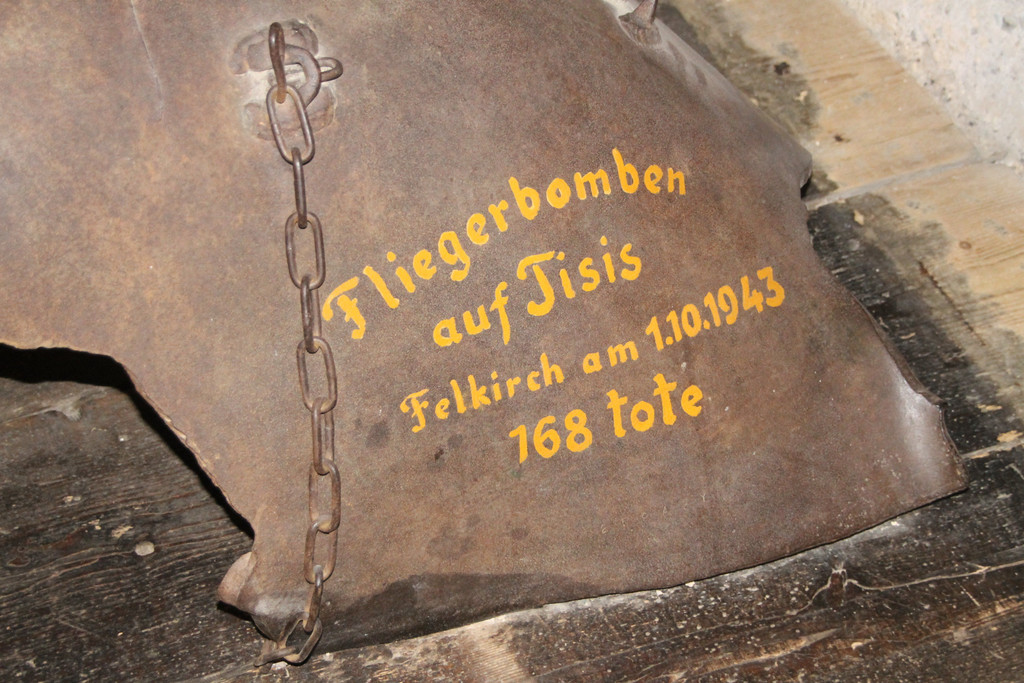 Fliegerbomben
auf Tisis
Felkirch am 1.10.1943
168 tote